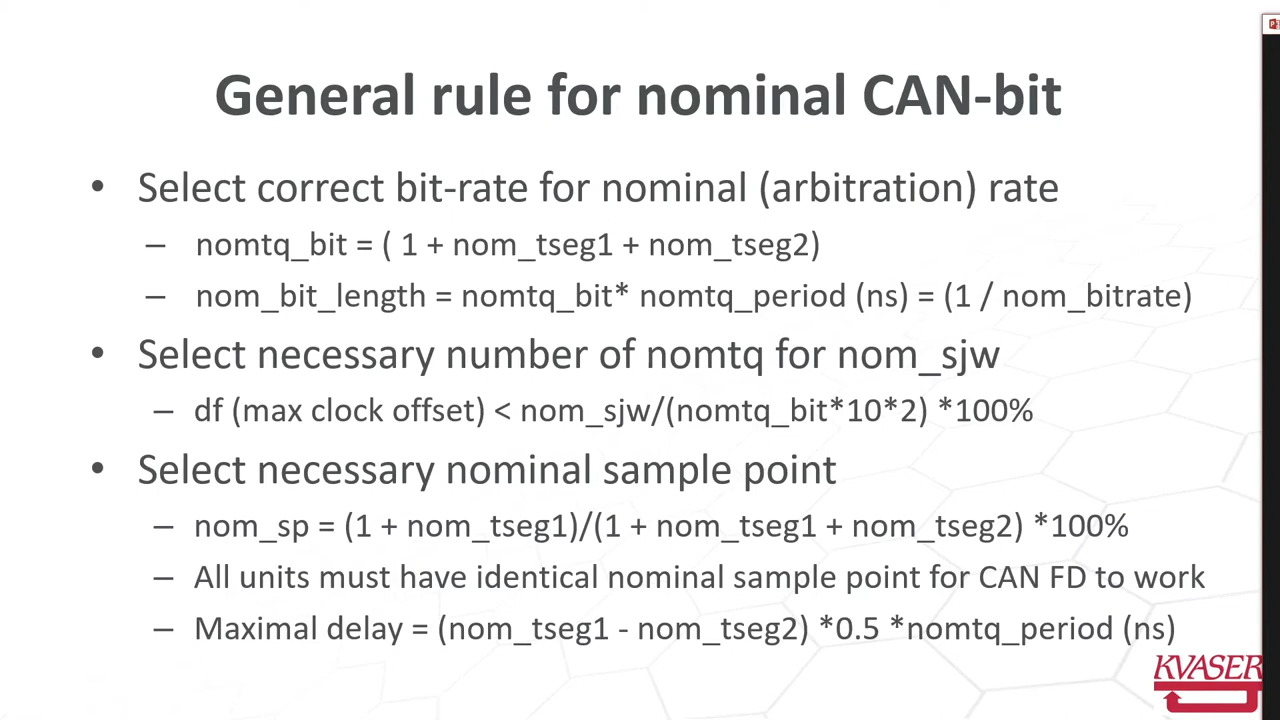 General rule for nominal CAN-bit
• Select correct bit-rate for nominal (arbitration) rate
– nomtq_bit = ( 1 + nom_tseg1 + nom_tseg2)
– nom_bit_length = nomtq_bit* nomtq_period (ns) = (1 / nom_bitrate)
• Select necessary number of nomtq for nom_sjw
– df (max clock offset) < nom_sjw/(nomtq_bit*10*2) *100%
• Select necessary nominal sample point
– nom_sp = (1 + nom_tseg1)/(1 + nom_tseg1 + nom_tseg2) *100%
– All units must have identical nominal sample point for CAN FD to work
– Maximal delay = (nom_tseg1 - nom_tseg2) *0.5 *nomtq_period (ns)
KVASER